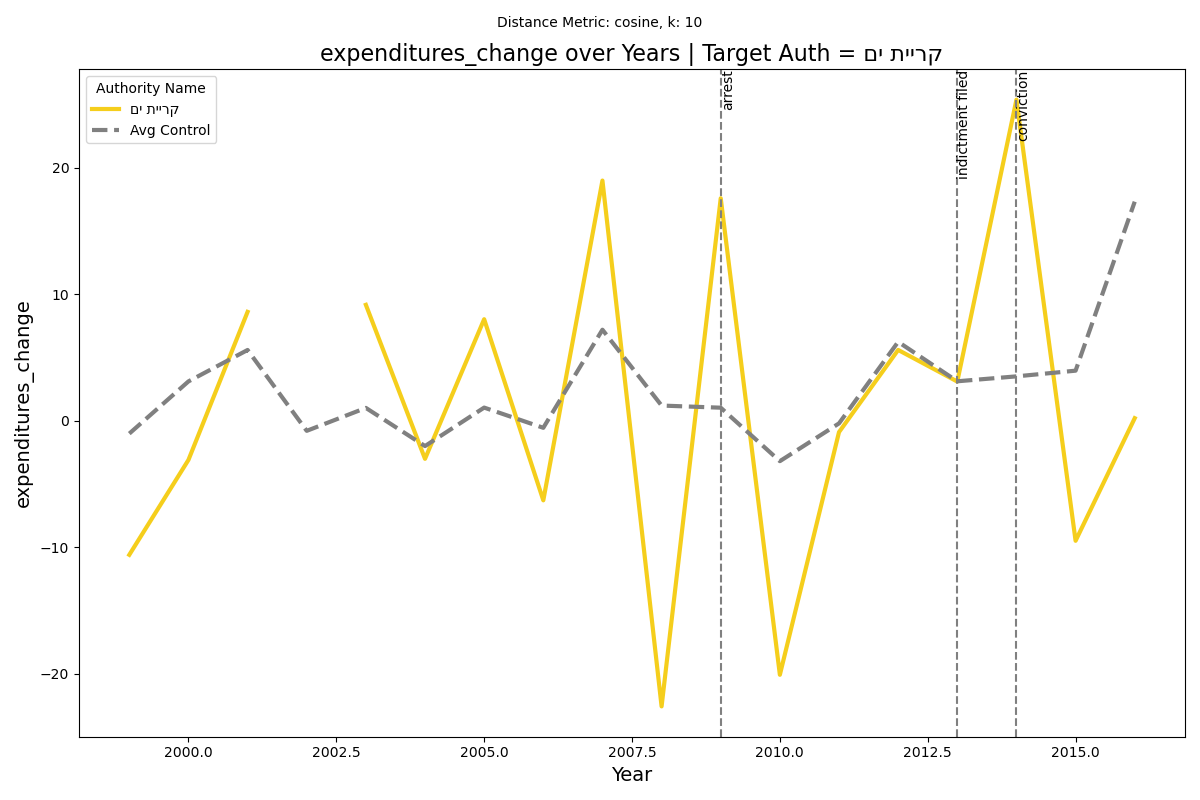 Distance Metric: cosine, k: 10
expenditures_change over Years | Target Auth = קריית ים
Authority Name
קריית ים
Avg Control
arrest
indictment filed
conviction
20
10
0
−10
−20
expenditures_change
2000.0 2002.5 2005.0 2007.5 2010.0 2012.5 2015.0
Year